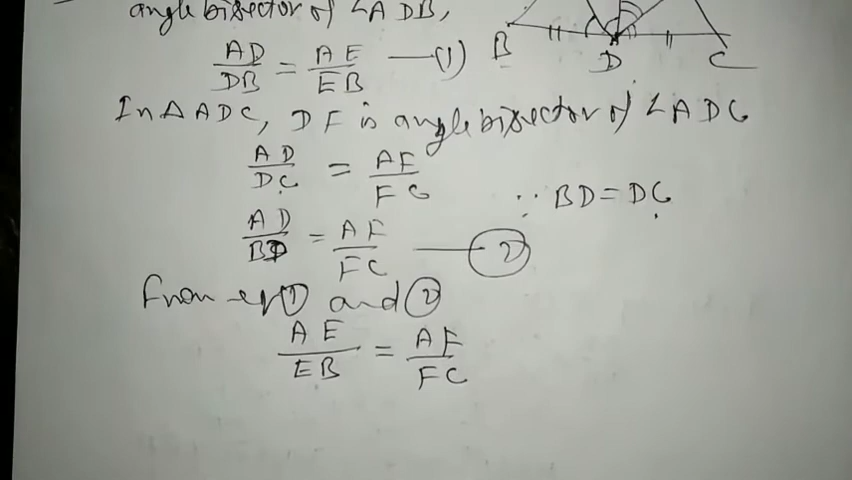 angle bisector of ∠ADB,
AD/DB = AE/EB —(1)
B D C
In △ADC, DF is angle bisector of ∠ADC
AD/DC = AF/FC
∵ BD = DC
AD/BD = AF/FC — (2)
From eq (1) and (2)
AE/EB = AF/FC